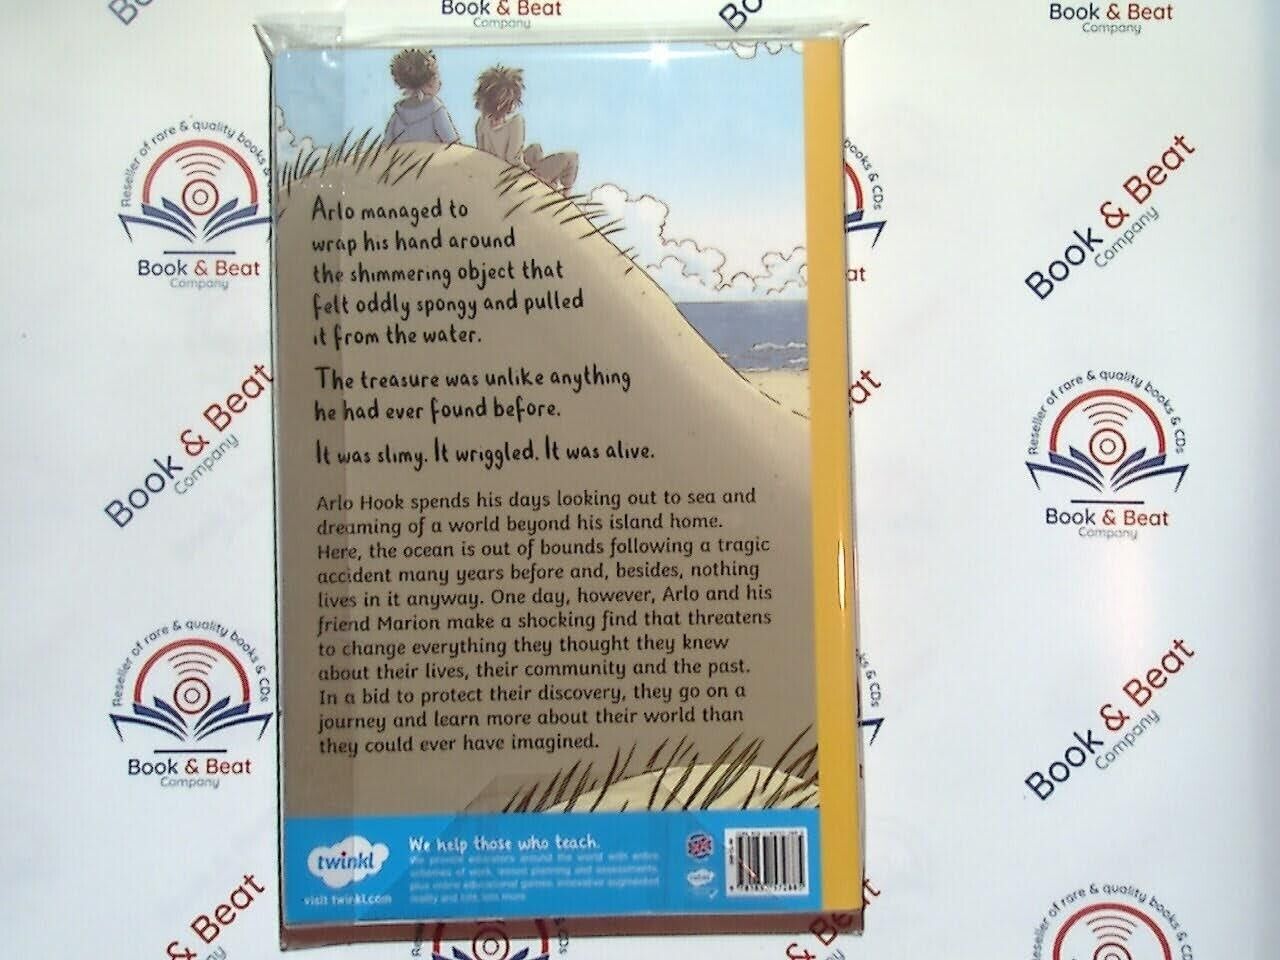 Book & Beat
Company
Book & Beat
Company
Reseller of rare & quality books & CDs
Book & Beat
Company
Book & Beat
Company
Reseller of rare & quality books & CDs
Book & Beat
Company
Arlo managed to
wrap his hand around
the shimmering object that
felt oddly spongy and pulled
it from the water.
The treasure was unlike anything
he had ever found before.
It was slimy. It wriggled. It was alive.
Arlo Hook spends his days looking out to sea and
dreaming of a world beyond his island home.
Here, the ocean is out of bounds following a tragic
accident many years before and, besides, nothing
lives in it anyway. One day, however, Arlo and his
friend Marion make a shocking find that threatens
to change everything they thought they knew
about their lives, their community and the past.
In a bid to protect their discovery, they go on a
journey and learn more about their world than
they could ever have imagined.
twinkl
visit twinkl.com
We help those who teach.
Book & Beat
Company
Reseller of rare & quality books & CDs
Book & Beat
Company
Book & Beat
Company
Reseller of rare & quality books & CDs